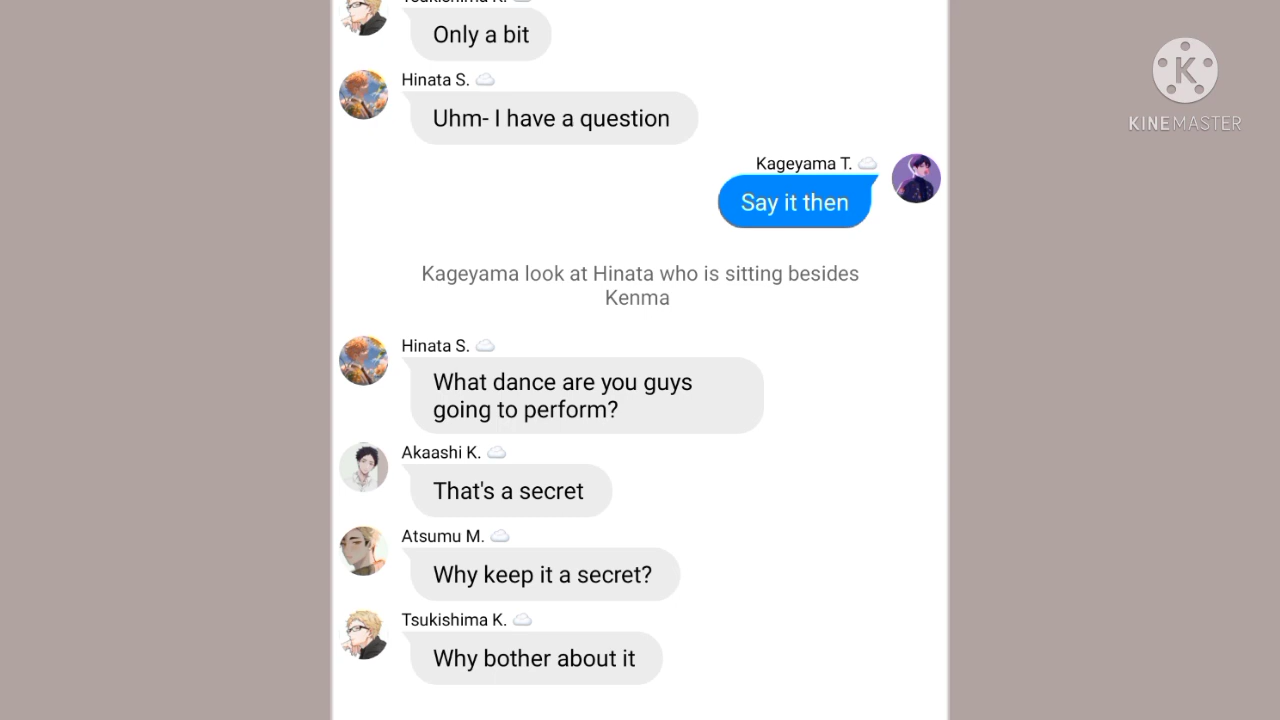 Tsukishima K.
Only a bit
Hinata S.
Uhm- I have a question
Kageyama T.
Say it then
Kageyama look at Hinata who is sitting besides
Kenma
Hinata S.
What dance are you guys
going to perform?
Akaashi K.
That's a secret
Atsumu M.
Why keep it a secret?
Tsukishima K.
Why bother about it
K
KINEMASTER